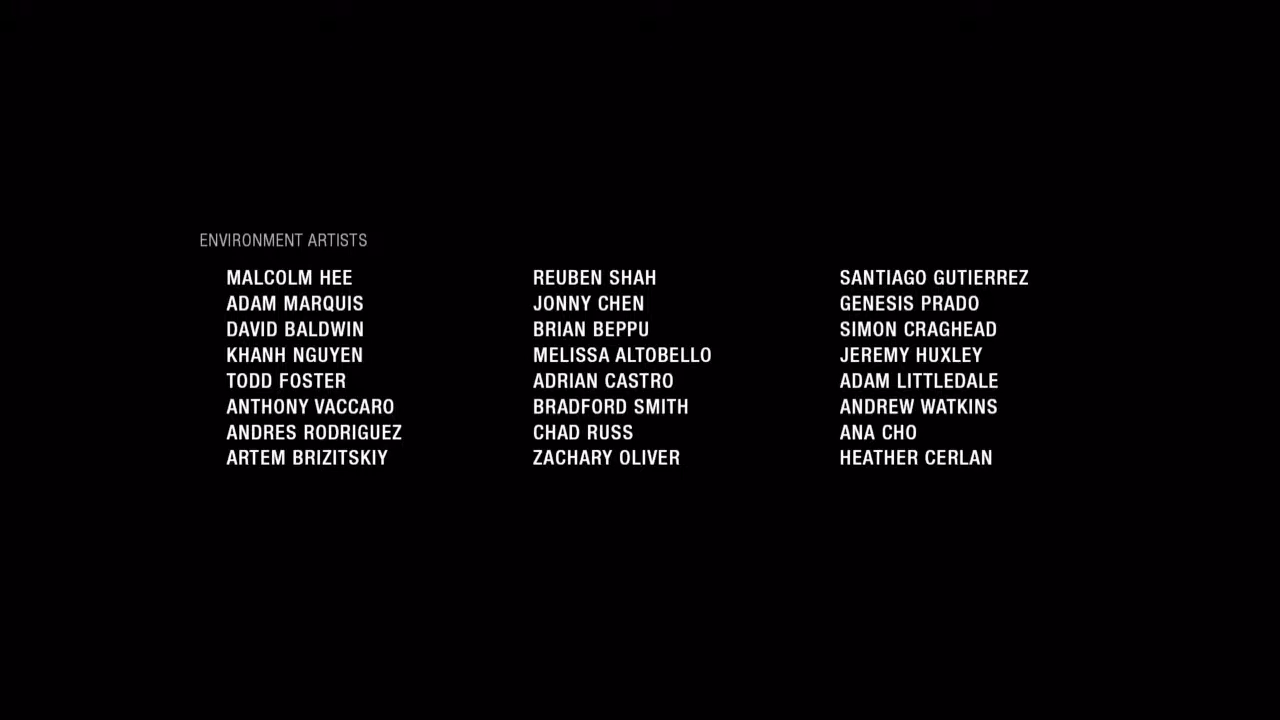 ENVIRONMENT ARTISTS
MALCOLM HEE
ADAM MARQUIS
DAVID BALDWIN
KHANH NGUYEN
TODD FOSTER
ANTHONY VACCARO
ANDRES RODRIGUEZ
ARTEM BRIZITSKIY
REUBEN SHAH
JONNY CHEN
BRIAN BEPPU
MELISSA ALTOBELLO
ADRIAN CASTRO
BRADFORD SMITH
CHAD RUSS
ZACHARY OLIVER
SANTIAGO GUTIERREZ
GENESIS PRADO
SIMON CRAGHEAD
JEREMY HUXLEY
ADAM LITTLEDALE
ANDREW WATKINS
ANA CHO
HEATHER CERLAN